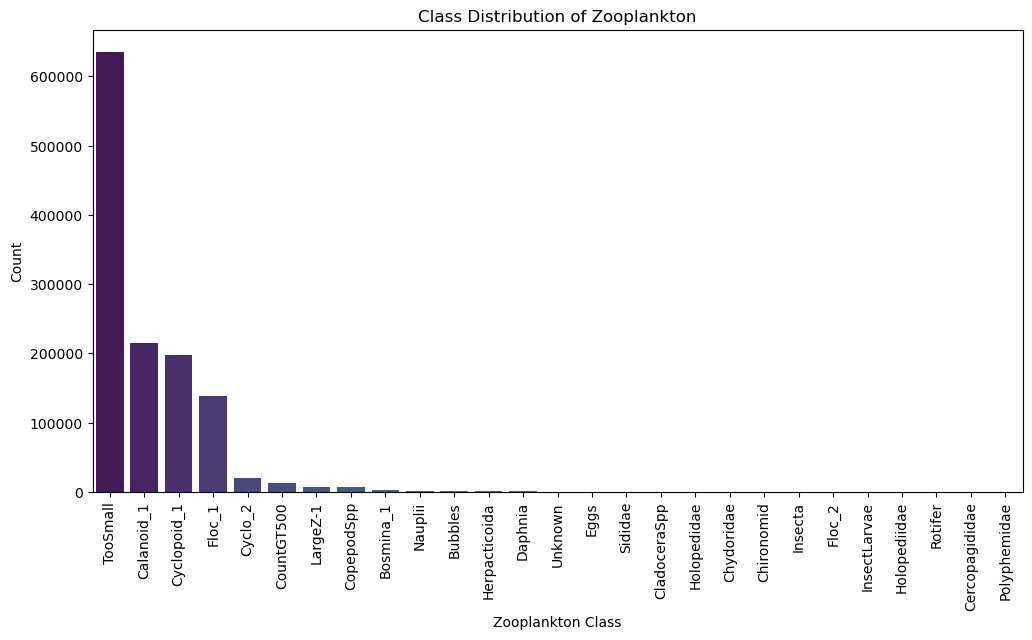 Class Distribution of Zooplankton
Count
600000
500000
400000
300000
200000
100000
0
TooSmall
Calanoid_1
Cyclopoid_1
Floc_1
Cyclo_2
CountGT500
LargeZ-1
CopepodSpp
Bosmina_1
Nauplii
Bubbles
Herpacticoida
Daphnia
Unknown
Eggs
Sididae
CladoceraSpp
Holopedidae
Chydoridae
Chironomid
Insecta
Floc_2
InsectLarvae
Holopediidae
Rotifer
Cercopagididae
Polyphemidae
Zooplankton Class